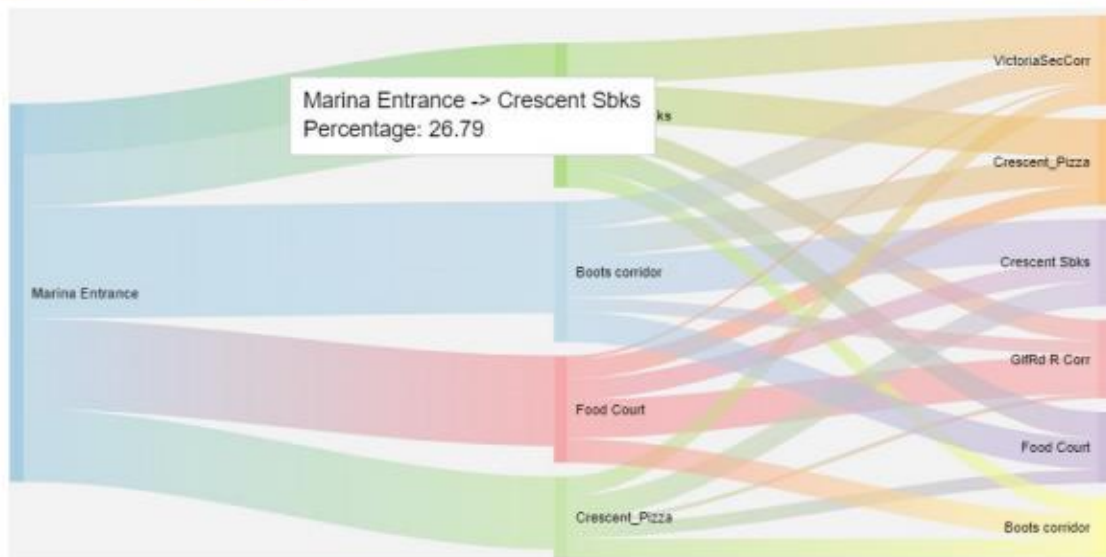 VictoriaSecCorr
Marina Entrance -> Crescent Sbks
Percentage: 26.79
ks
Crescent_Pizza
Crescent Sbks
Boots corridor
Marina Entrance
GlfRd R Corr
Food Court
Food Court
Crescent_Pizza
Boots corridor